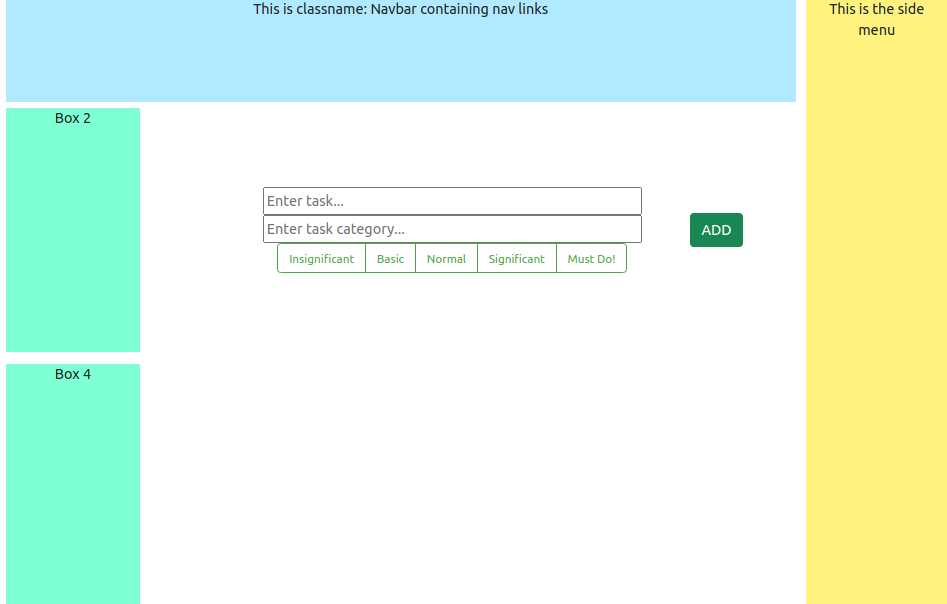 This is classname: Navbar containing nav links
This is the side
menu
Box 2
Enter task...
Enter task category...
ADD
Insignificant Basic Normal Significant Must Do!
Box 4